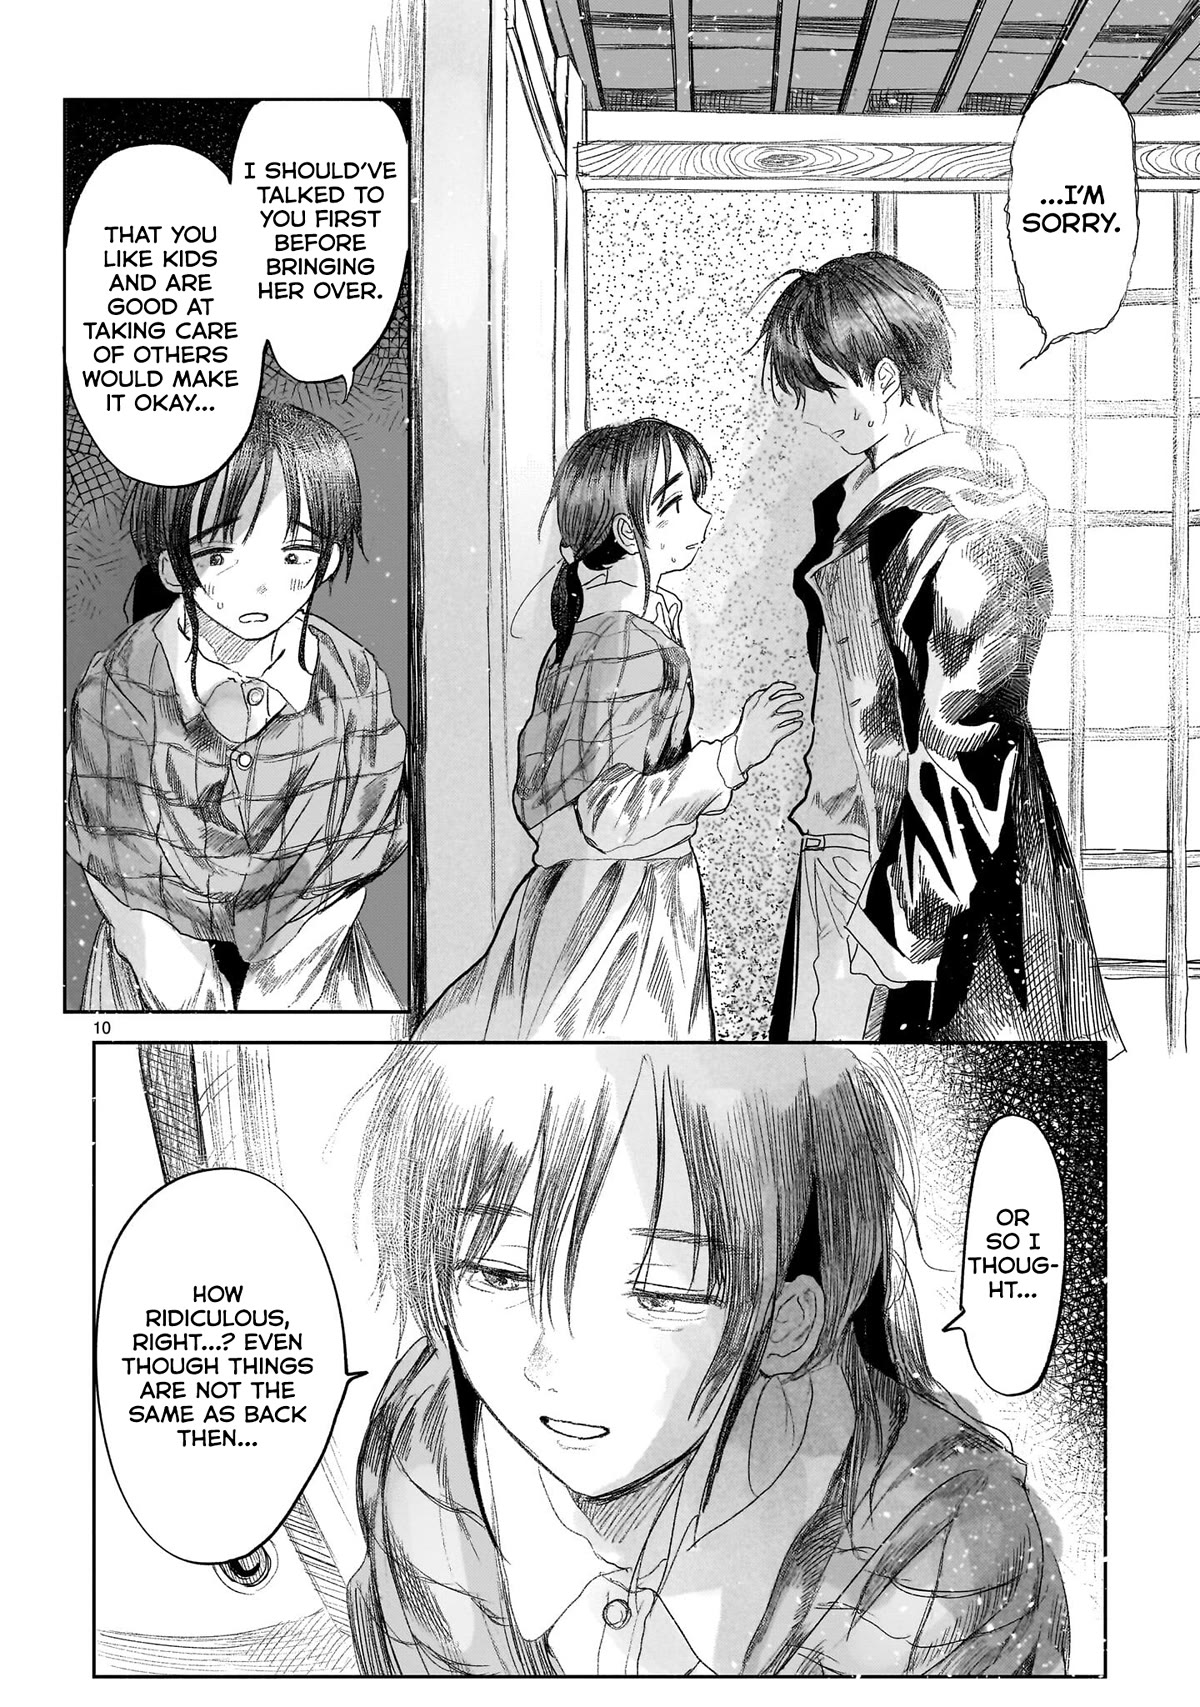 ...I'M
SORRY.
I SHOULD'VE
TALKED TO
YOU FIRST
BEFORE
BRINGING
HER OVER.
THAT YOU
LIKE KIDS
AND ARE
GOOD AT
TAKING CARE
OF OTHERS
WOULD MAKE
IT OKAY...
10
OR
SO I
THOUG-
HT...
HOW
RIDICULOUS,
RIGHT...? EVEN
THOUGH THINGS
ARE NOT THE
SAME AS BACK
THEN...